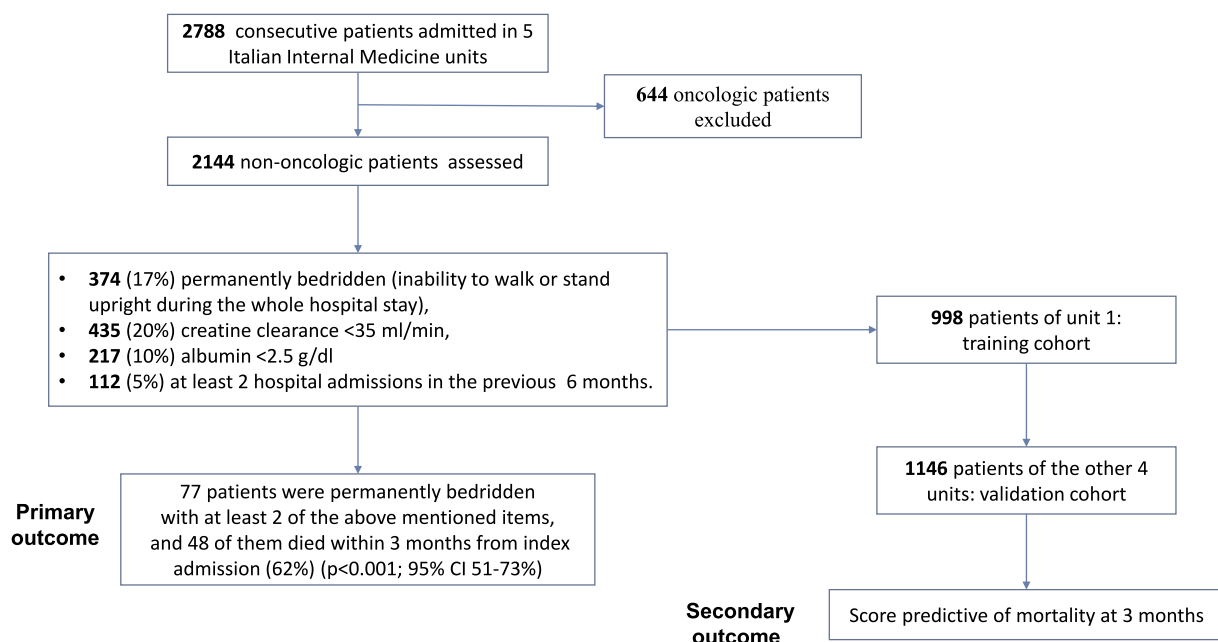 2788 consecutive patients admitted in 5
Italian Internal Medicine units
644 oncologic patients
excluded
2144 non-oncologic patients assessed
• 374 (17%) permanently bedridden (inability to walk or stand
upright during the whole hospital stay),
• 435 (20%) creatine clearance <35 ml/min,
• 217 (10%) albumin <2.5 g/dl
• 112 (5%) at least 2 hospital admissions in the previous 6 months.
998 patients of unit 1:
training cohort
1146 patients of the other 4
units: validation cohort
Primary
outcome
77 patients were permanently bedridden
with at least 2 of the above mentioned items,
and 48 of them died within 3 months from index
admission (62%) (p<0.001; 95% CI 51-73%)
Secondary
outcome
Score predictive of mortality at 3 months